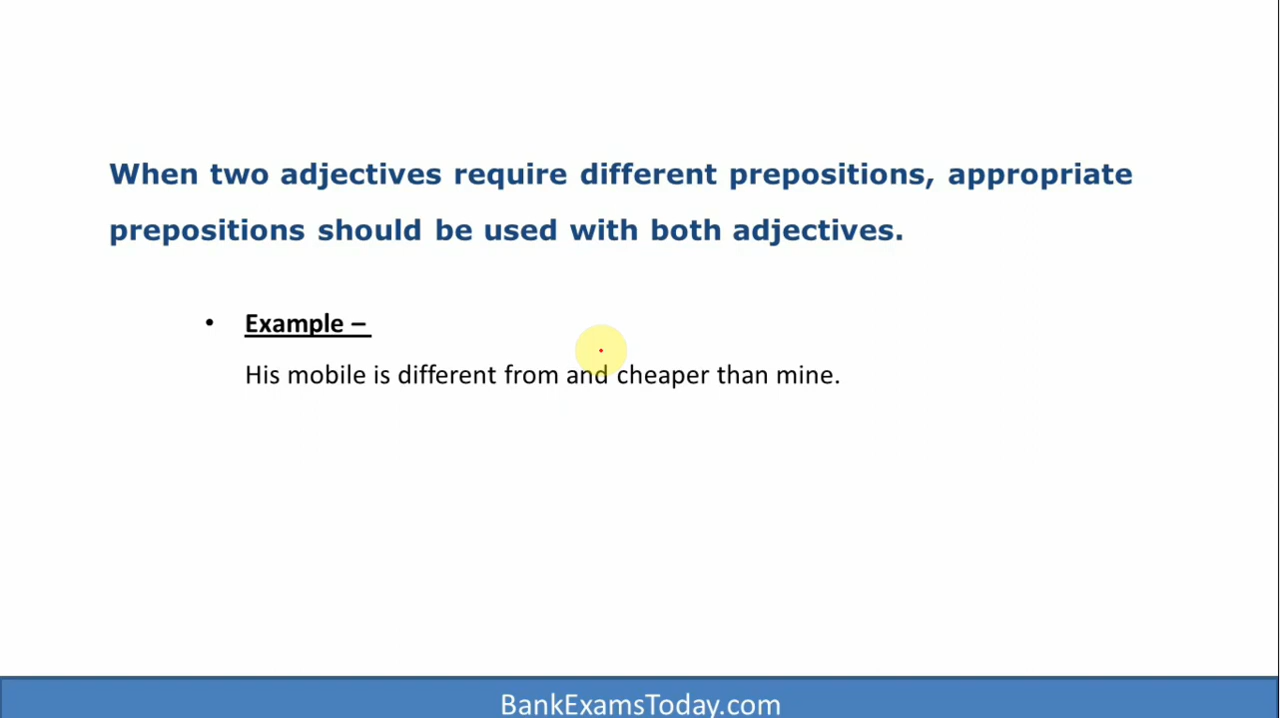 When two adjectives require different prepositions, appropriate
prepositions should be used with both adjectives.
• Example –
His mobile is different from and cheaper than mine.
BankExamsToday.com